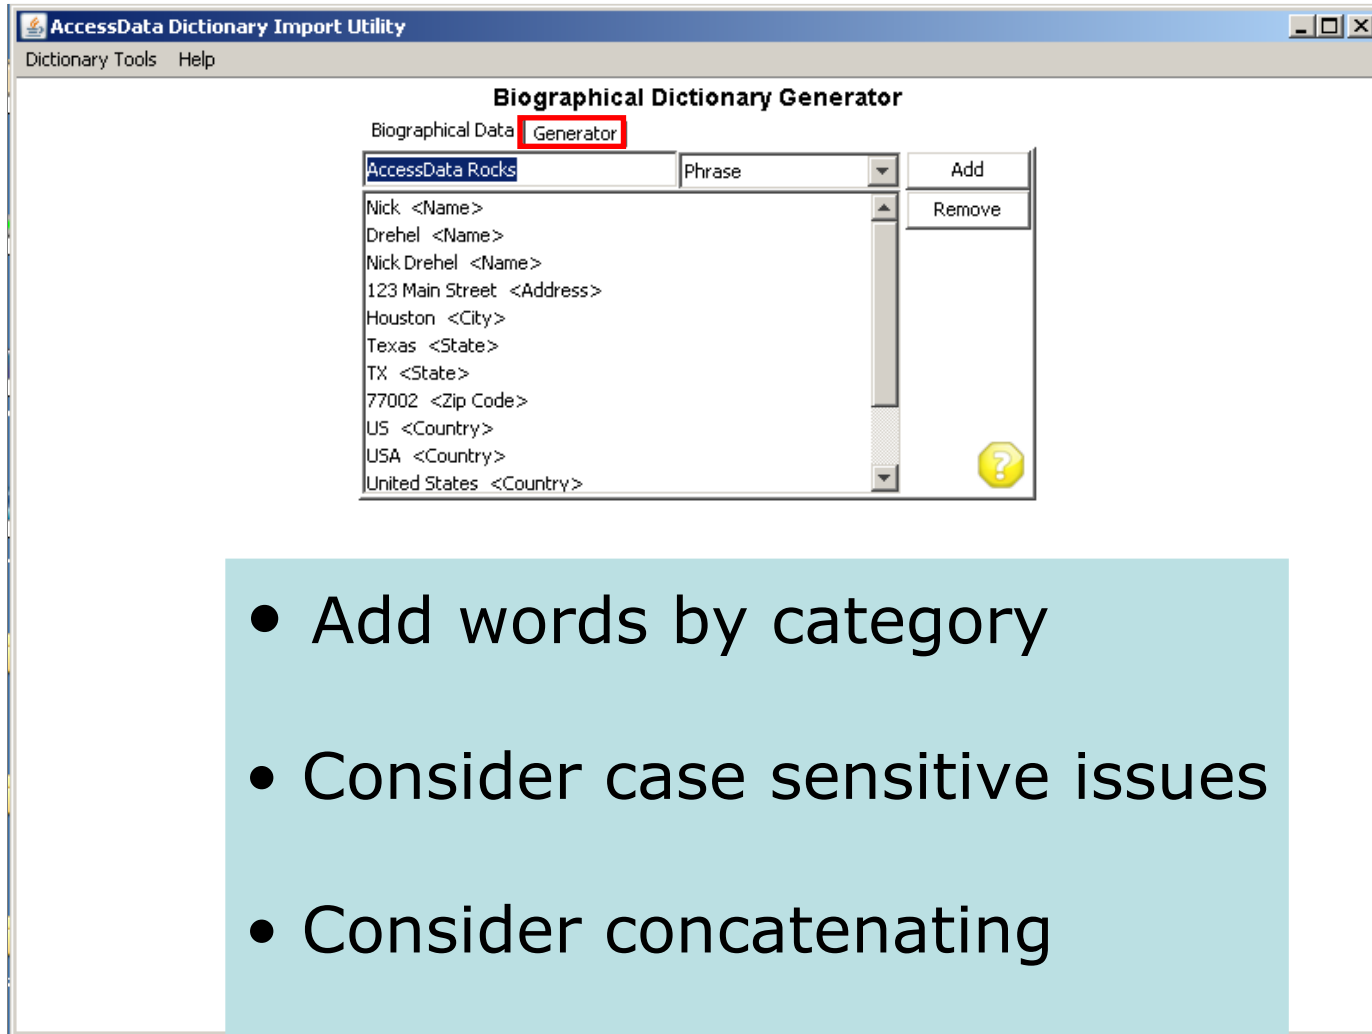 AccessData Dictionary Import Utility
Dictionary Tools Help
Biographical Dictionary Generator
Biographical Data Generator
AccessData Rocks Phrase Add
Remove
Nick <Name>
Drehel <Name>
Nick Drehel <Name>
123 Main Street <Address>
Houston <City>
Texas <State>
TX <State>
77002 <Zip Code>
US <Country>
USA <Country>
United States <Country>
?
• Add words by category
• Consider case sensitive issues
• Consider concatenating